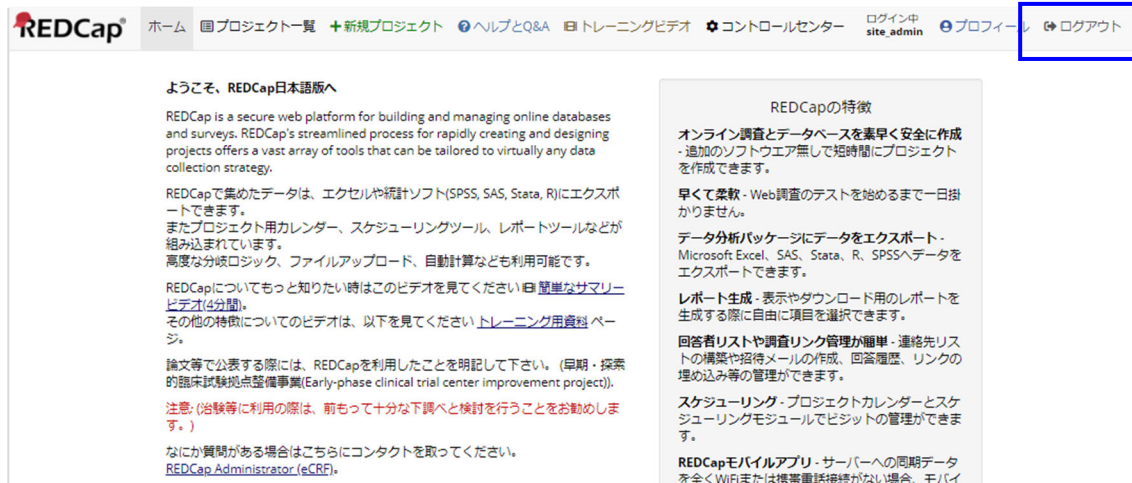 REDCap
ホーム プロジェクト一覧 +新規プロジェクト ヘルプとQ&A トレーニングビデオ コントロールセンター ログイン中 site_admin プロフィール ログアウト
ようこそ、REDCap日本語版へ
REDCap is a secure web platform for building and managing online databases
and surveys. REDCap's streamlined process for rapidly creating and designing
projects offers a vast array of tools that can be tailored to virtually any data
collection strategy.
REDCapで集めたデータは、エクセルや統計ソフト(SPSS, SAS, Stata, R)にエクスポ
ートできます。
またプロジェクト用カレンダー、スケジューリングツール、レポートツールなどが
組み込まれています。
高度な分岐ロジック、ファイルアップロード、自動計算なども利用可能です。
REDCapについてもっと知りたい時はこのビデオを見てください 簡単なサマリー
ビデオ(4分間)。
その他の特徴についてのビデオは、以下を見てください トレーニング用資料 ペー
ジ。
論文等で公表する際には、REDCapを利用したことを明記して下さい。 (早期・探索
的臨床試験拠点整備事業(Early-phase clinical trial center improvement project)).
注意; (治験等に利用の際は、前もって十分な下調べと検討を行うことをお勧めしま
す。)
なにか質問がある場合はこちらにコンタクトを取ってください。
REDCap Administrator (eCRF)。
REDCapの特徴
オンライン調査とデータベースを素早く安全に作成
- 追加のソフトウエア無しで短時間にプロジェクト
を作成できます。
早くて柔軟 - Web調査のテストを始めるまで一日掛
かりません。
データ分析パッケージにデータをエクスポート -
Microsoft Excel、SAS、Stata、R、SPSSへデータを
エクスポートできます。
レポート生成 - 表示やダウンロード用のレポートを
生成する際に自由に項目を選択できます。
回答者リストや調査リンク管理が簡単 - 連絡先リス
トの構築や招待メールの作成、回答履歴、リンクの
埋め込み等の管理ができます。
スケジューリング - プロジェクトカレンダーとスケ
ジューリングモジュールでビジットの管理ができま
す。
REDCapモバイルアプリ - サーバーへの同期データ
を全くWiFiまたは携帯電話接続がない場合、モバイ